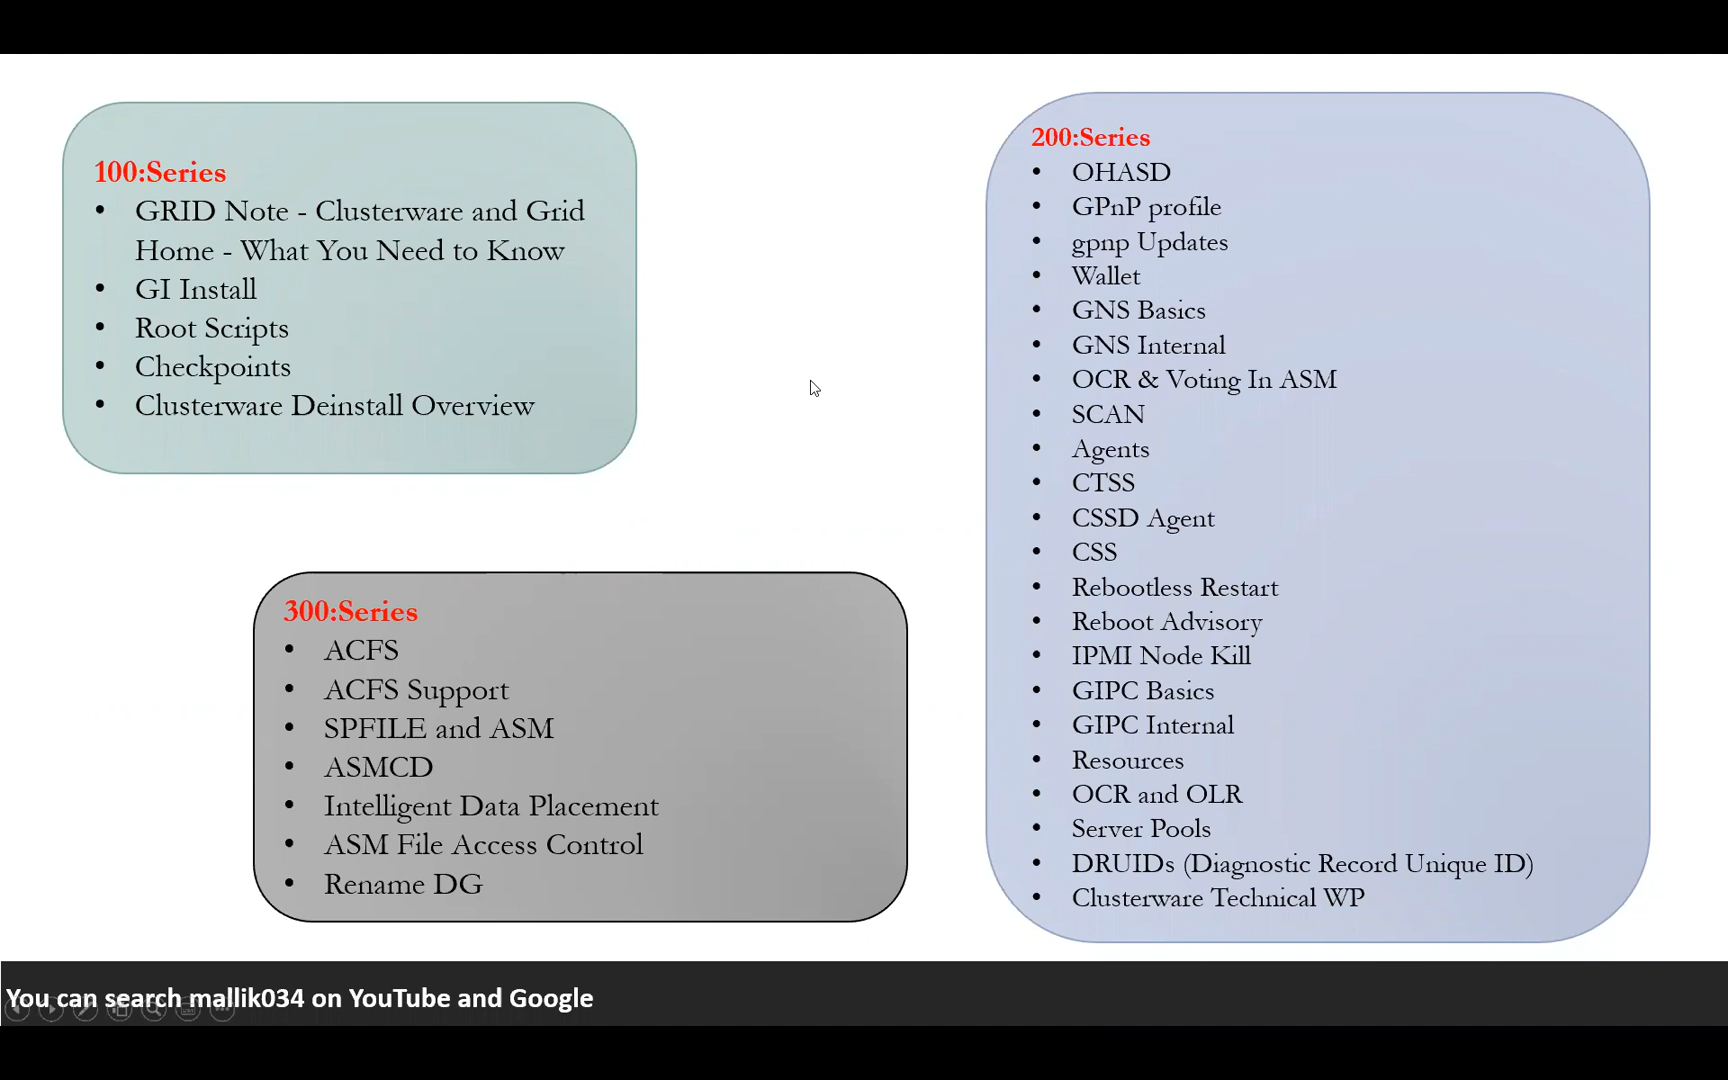 100:Series
• GRID Note - Clusterware and Grid
Home - What You Need to Know
• GI Install
• Root Scripts
• Checkpoints
• Clusterware Deinstall Overview
300:Series
• ACFS
• ACFS Support
• SPFILE and ASM
• ASMCD
• Intelligent Data Placement
• ASM File Access Control
• Rename DG
200:Series
• OHASD
• GPnP profile
• gpnp Updates
• Wallet
• GNS Basics
• GNS Internal
• OCR & Voting In ASM
• SCAN
• Agents
• CTSS
• CSSD Agent
• CSS
• Rebootless Restart
• Reboot Advisory
• IPMI Node Kill
• GIPC Basics
• GIPC Internal
• Resources
• OCR and OLR
• Server Pools
• DRUIDs (Diagnostic Record Unique ID)
• Clusterware Technical WP
You can search mallik034 on YouTube and Google